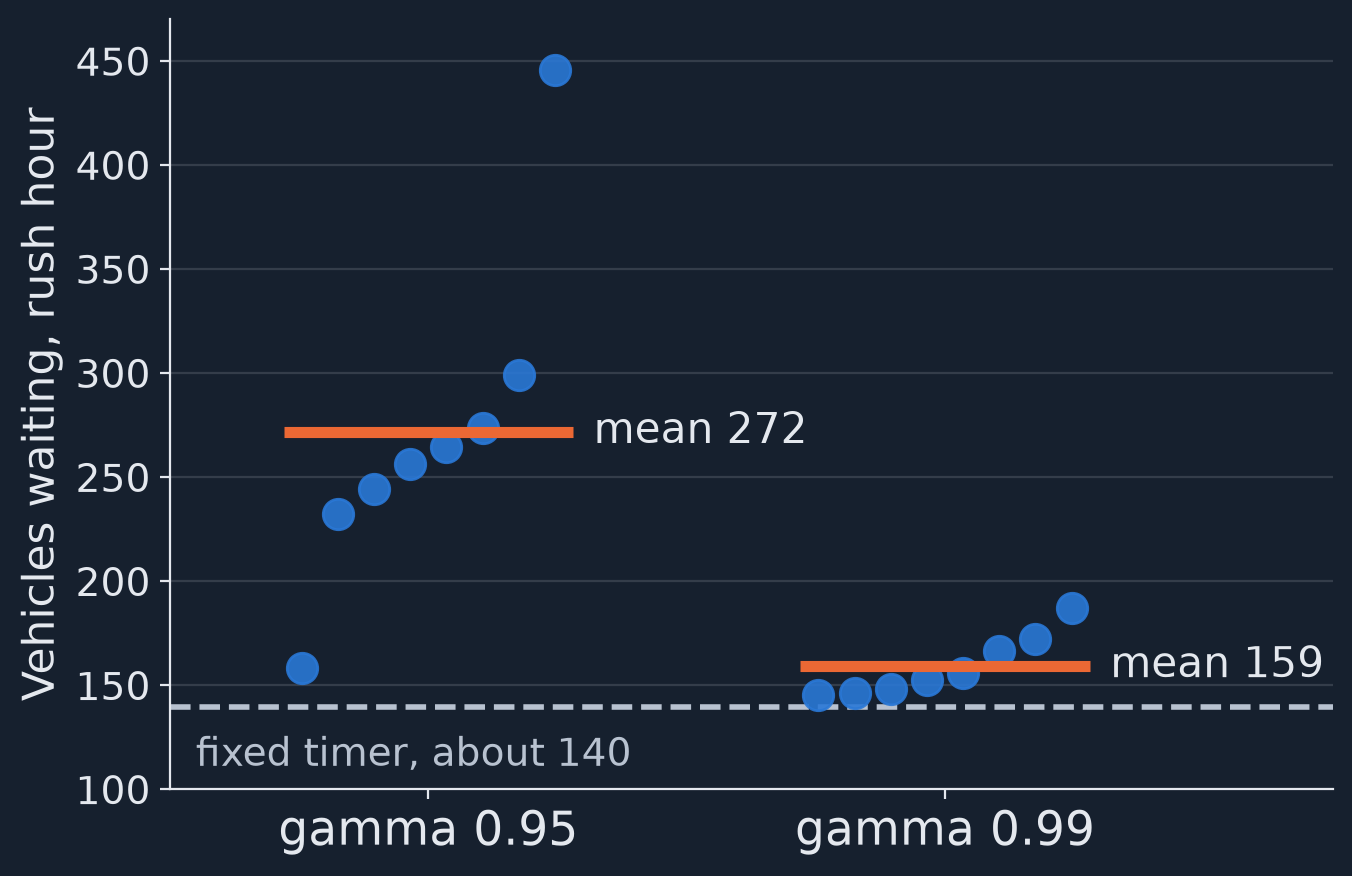 Vehicles waiting, rush hour
450
400
350
300
250
200
150
100
mean 272
mean 159
fixed timer, about 140
gamma 0.95
gamma 0.99